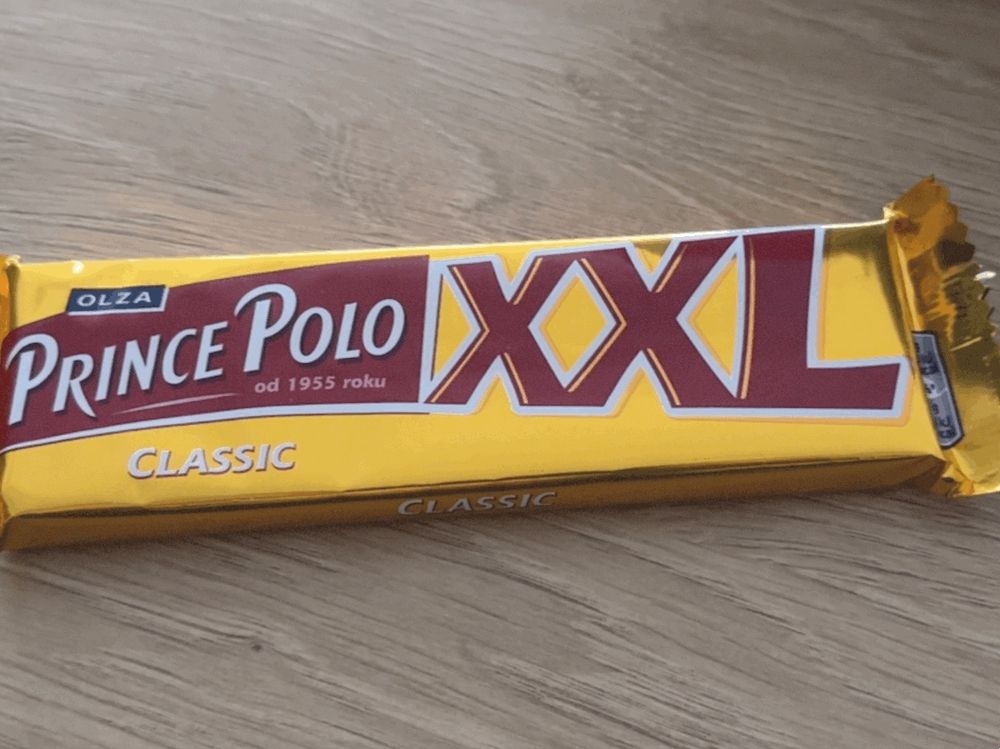 OLZA
PRINCE POLO
od 1955 roku
XXL
CLASSIC
CLASSIC